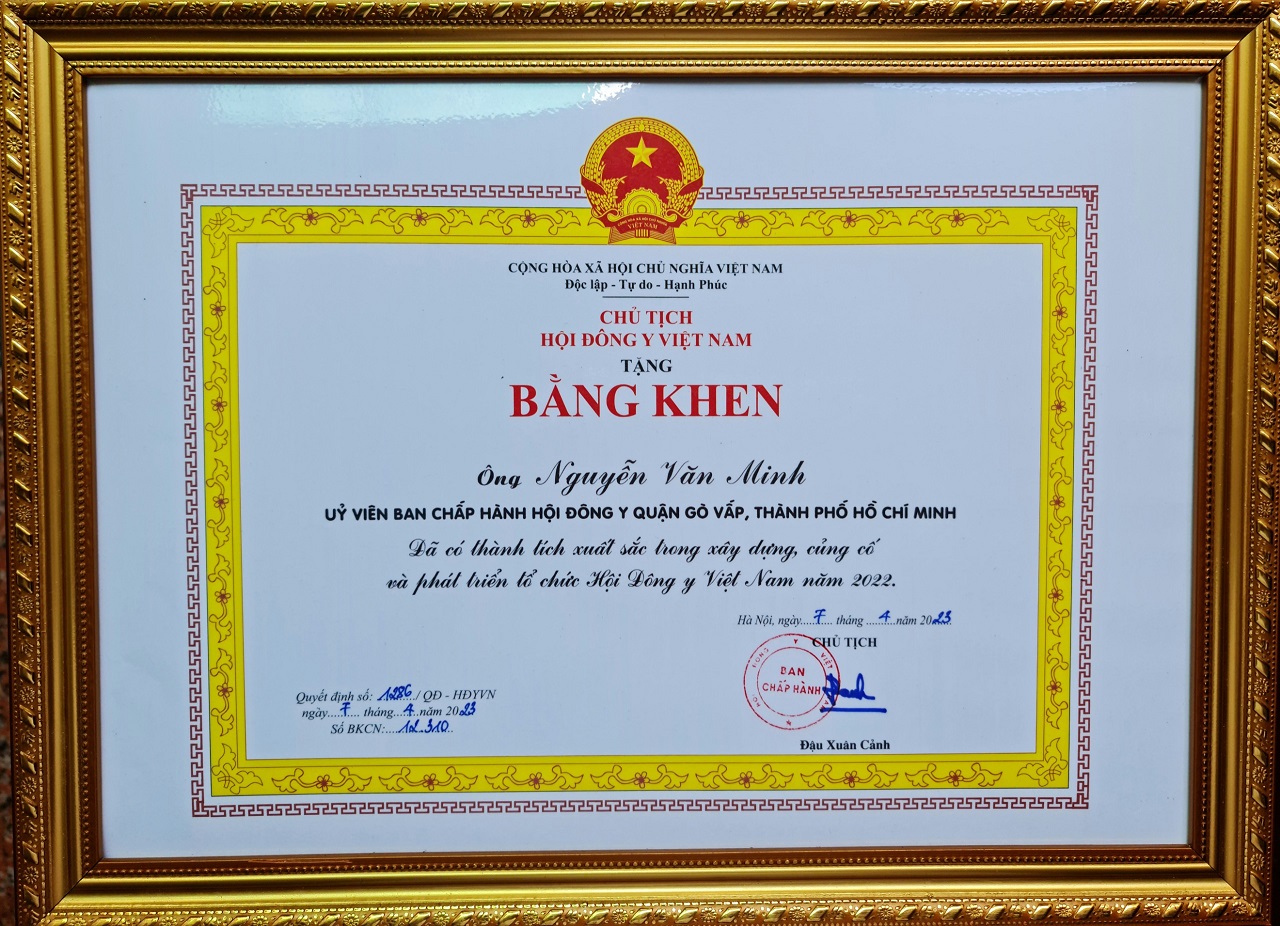 CỘNG HÒA XÃ HỘI CHỦ NGHĨA VIỆT NAM
Độc lập - Tự do - Hạnh Phúc
CHỦ TỊCH
HỘI ĐÔNG Y VIỆT NAM
TẶNG
BẰNG KHEN
Ông Nguyễn Văn Minh
UỶ VIÊN BAN CHẤP HÀNH HỘI ĐÔNG Y QUẬN GÒ VẤP, THÀNH PHỐ HỒ CHÍ MINH
Đã có thành tích xuất sắc trong xây dựng, củng cố
và phát triển tổ chức Hội Đông y Việt Nam năm 2022.
Hà Nội, ngày....7.... tháng ....4..năm 2023
CHỦ TỊCH
BAN
CHẤP HÀNH
Quyết định số: 1286 / QĐ - HĐYVN
ngày....7.... tháng...4..năm 2023
Số BKCN:....12.310..
Đậu Xuân Cảnh